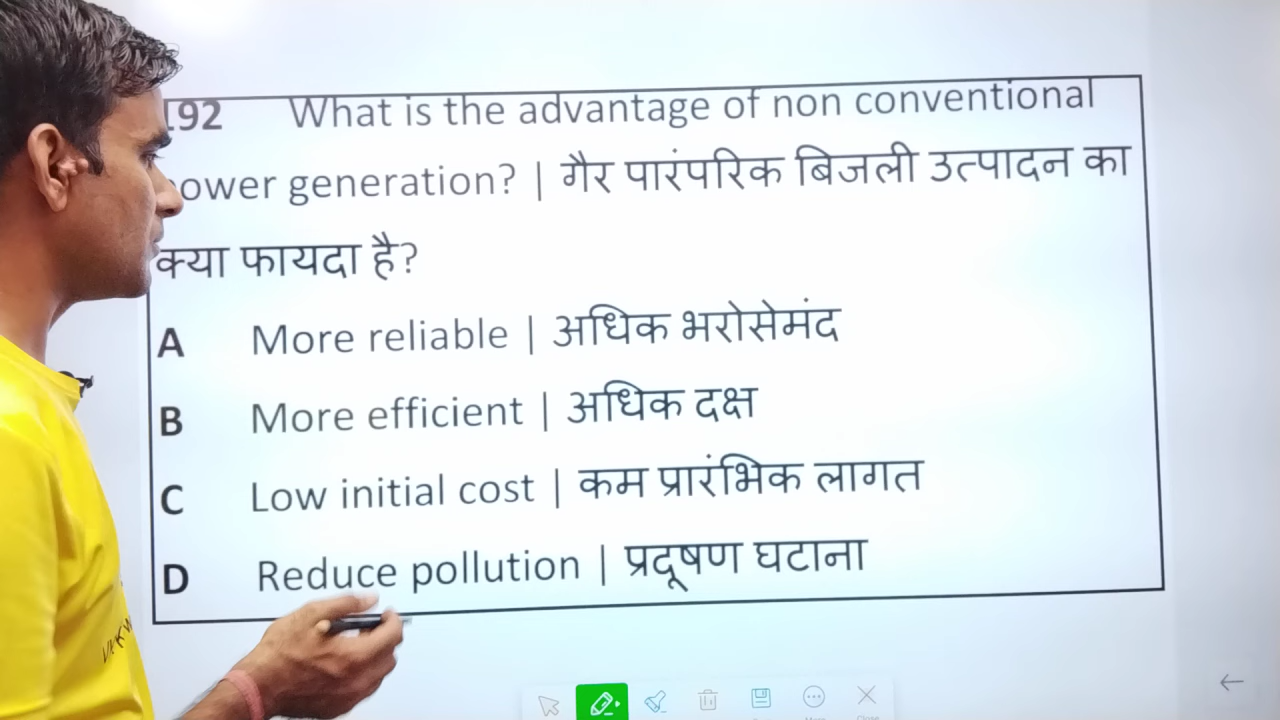 192 What is the advantage of non conventional
power generation? | गैर पारंपरिक बिजली उत्पादन का
क्या फायदा है?
A More reliable | अधिक भरोसेमंद
B More efficient | अधिक दक्ष
C Low initial cost | कम प्रारंभिक लागत
D Reduce pollution | प्रदूषण घटाना